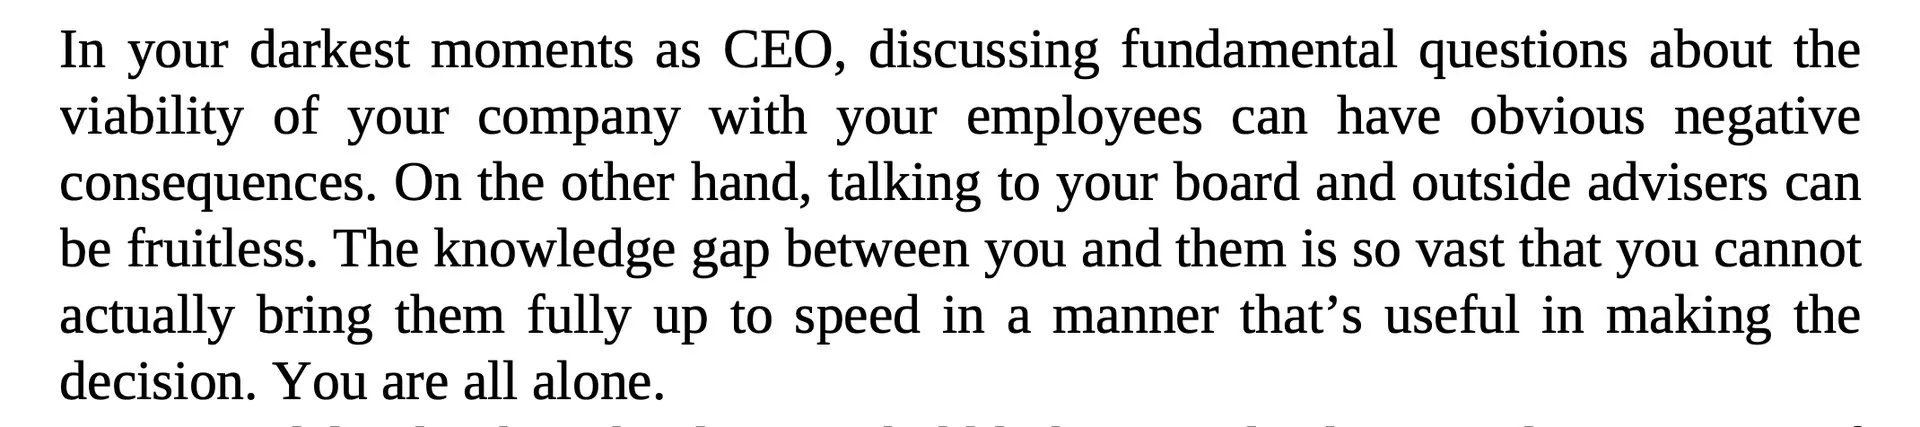 In your darkest moments as CEO, discussing fundamental questions about the
viability of your company with your employees can have obvious negative
consequences. On the other hand, talking to your board and outside advisers can
be fruitless. The knowledge gap between you and them is so vast that you cannot
actually bring them fully up to speed in a manner that’s useful in making the
decision. You are all alone.